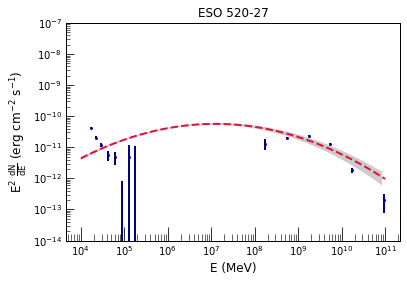 ESO 520-27
E² dN/dE (erg cm⁻² s⁻¹)
10⁻⁷
10⁻⁸
10⁻⁹
10⁻¹⁰
10⁻¹¹
10⁻¹²
10⁻¹³
10⁻¹⁴
10⁴ 10⁵ 10⁶ 10⁷ 10⁸ 10⁹ 10¹⁰ 10¹¹
E (MeV)